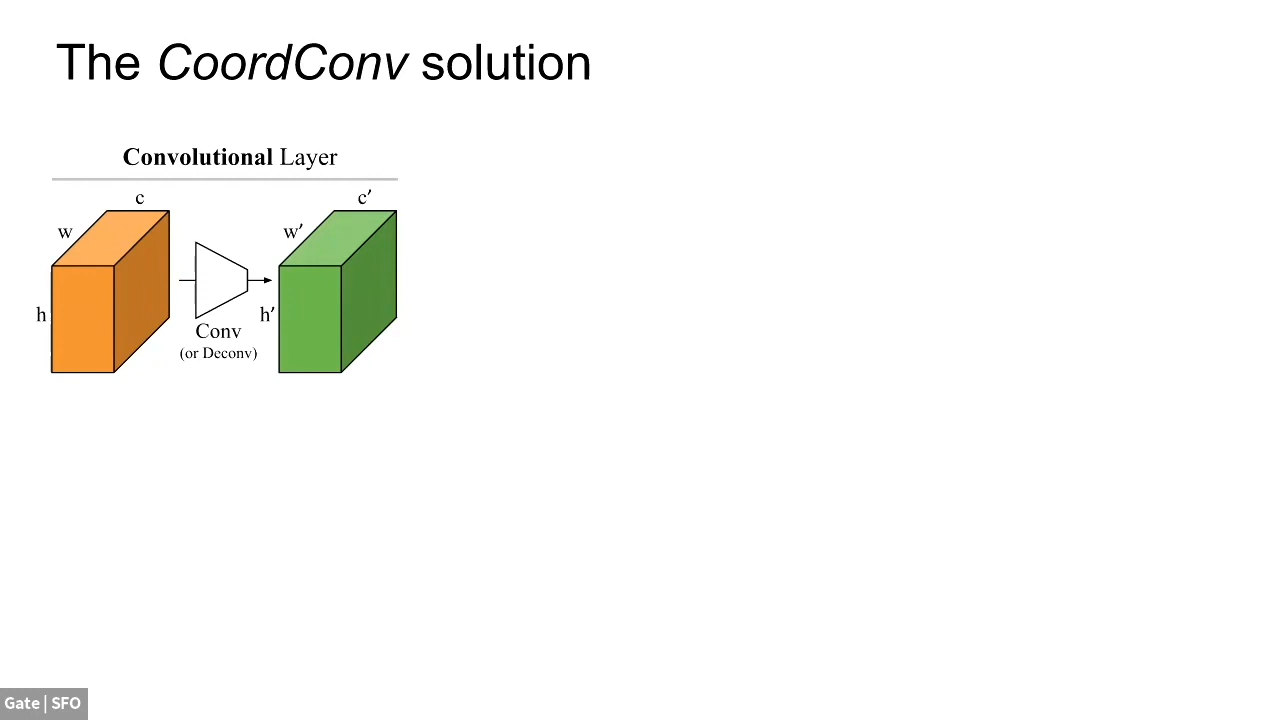 The CoordConv solution
Convolutional Layer
c
c′
w
w′
h
h′
Conv
(or Deconv)
Gate | SFO